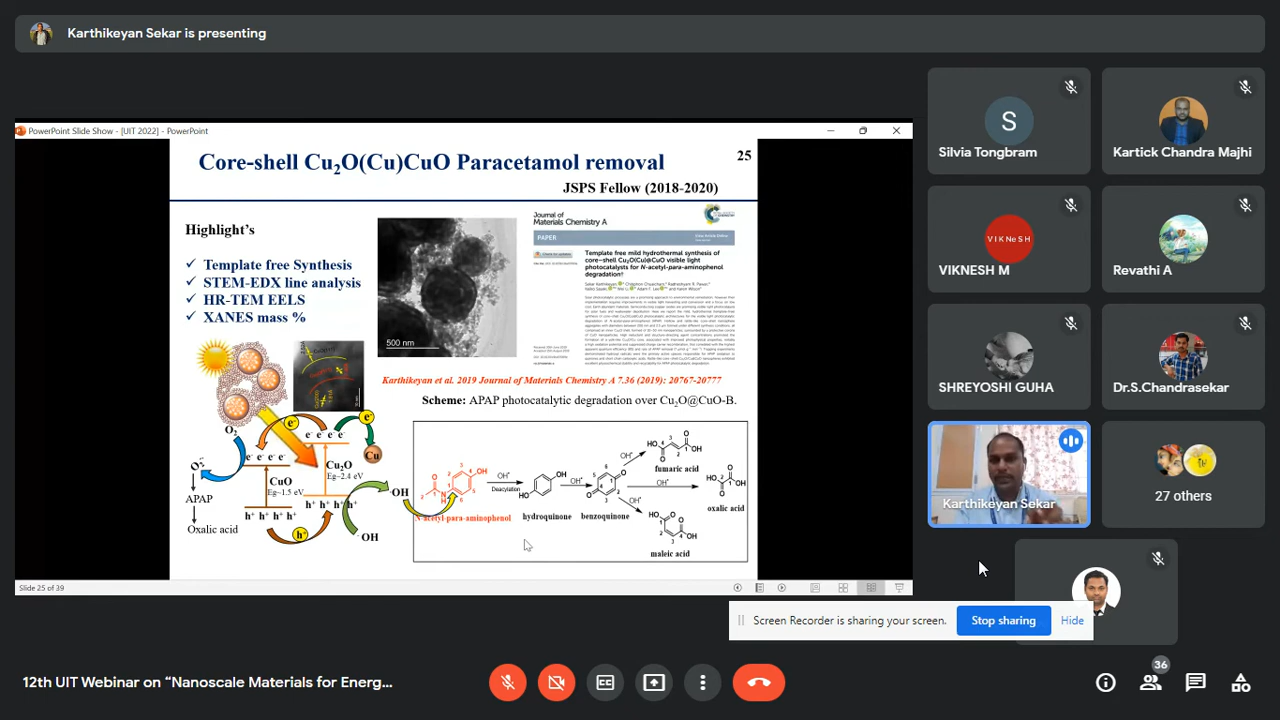 Karthikeyan Sekar is presenting
PowerPoint Slide Show - [UIT 2022] - PowerPoint
Core-shell Cu₂O(Cu)CuO Paracetamol removal
25
JSPS Fellow (2018-2020)
Highlight's
✓ Template free Synthesis
✓ STEM-EDX line analysis
✓ HR-TEM EELS
✓ XANES mass %
500 nm
Journal of
Materials Chemistry A
PAPER
Template free mild hydrothermal synthesis of
core–shell Cu₂O(Cu)@CuO visible light
photocatalysts for N-acetyl-para-aminophenol
degradation†
Karthikeyan et al. 2019 Journal of Materials Chemistry A 7.36 (2019): 20767-20777
Scheme: APAP photocatalytic degradation over Cu₂O@CuO-B.
O₂
e⁻
e⁻
e⁻ e⁻ e⁻ e⁻
e⁻ e⁻ e⁻ e⁻
Cu
Cu₂O
Eg~2.4 eV
CuO
Eg~1.5 eV
APAP
Oxalic acid
h⁺ h⁺ h⁺ h⁺
h⁺ h⁺ h⁺ h⁺
h⁺
·OH
OH
N-acetyl-para-aminophenol
OH⁻
Deacylation
hydroquinone
OH⁻
benzoquinone
OH⁻
OH⁻
OH⁻
fumaric acid
oxalic acid
maleic acid
Slide 25 of 39
S
Silvia Tongbram
Kartick Chandra Majhi
VIKNeSH
VIKNESH M
Revathi A
SHREYOSHI GUHA
Dr.S.Chandrasekar
Karthikeyan Sekar
27 others
Screen Recorder is sharing your screen.
Stop sharing
Hide
12th UIT Webinar on “Nanoscale Materials for Energ...
CC
36